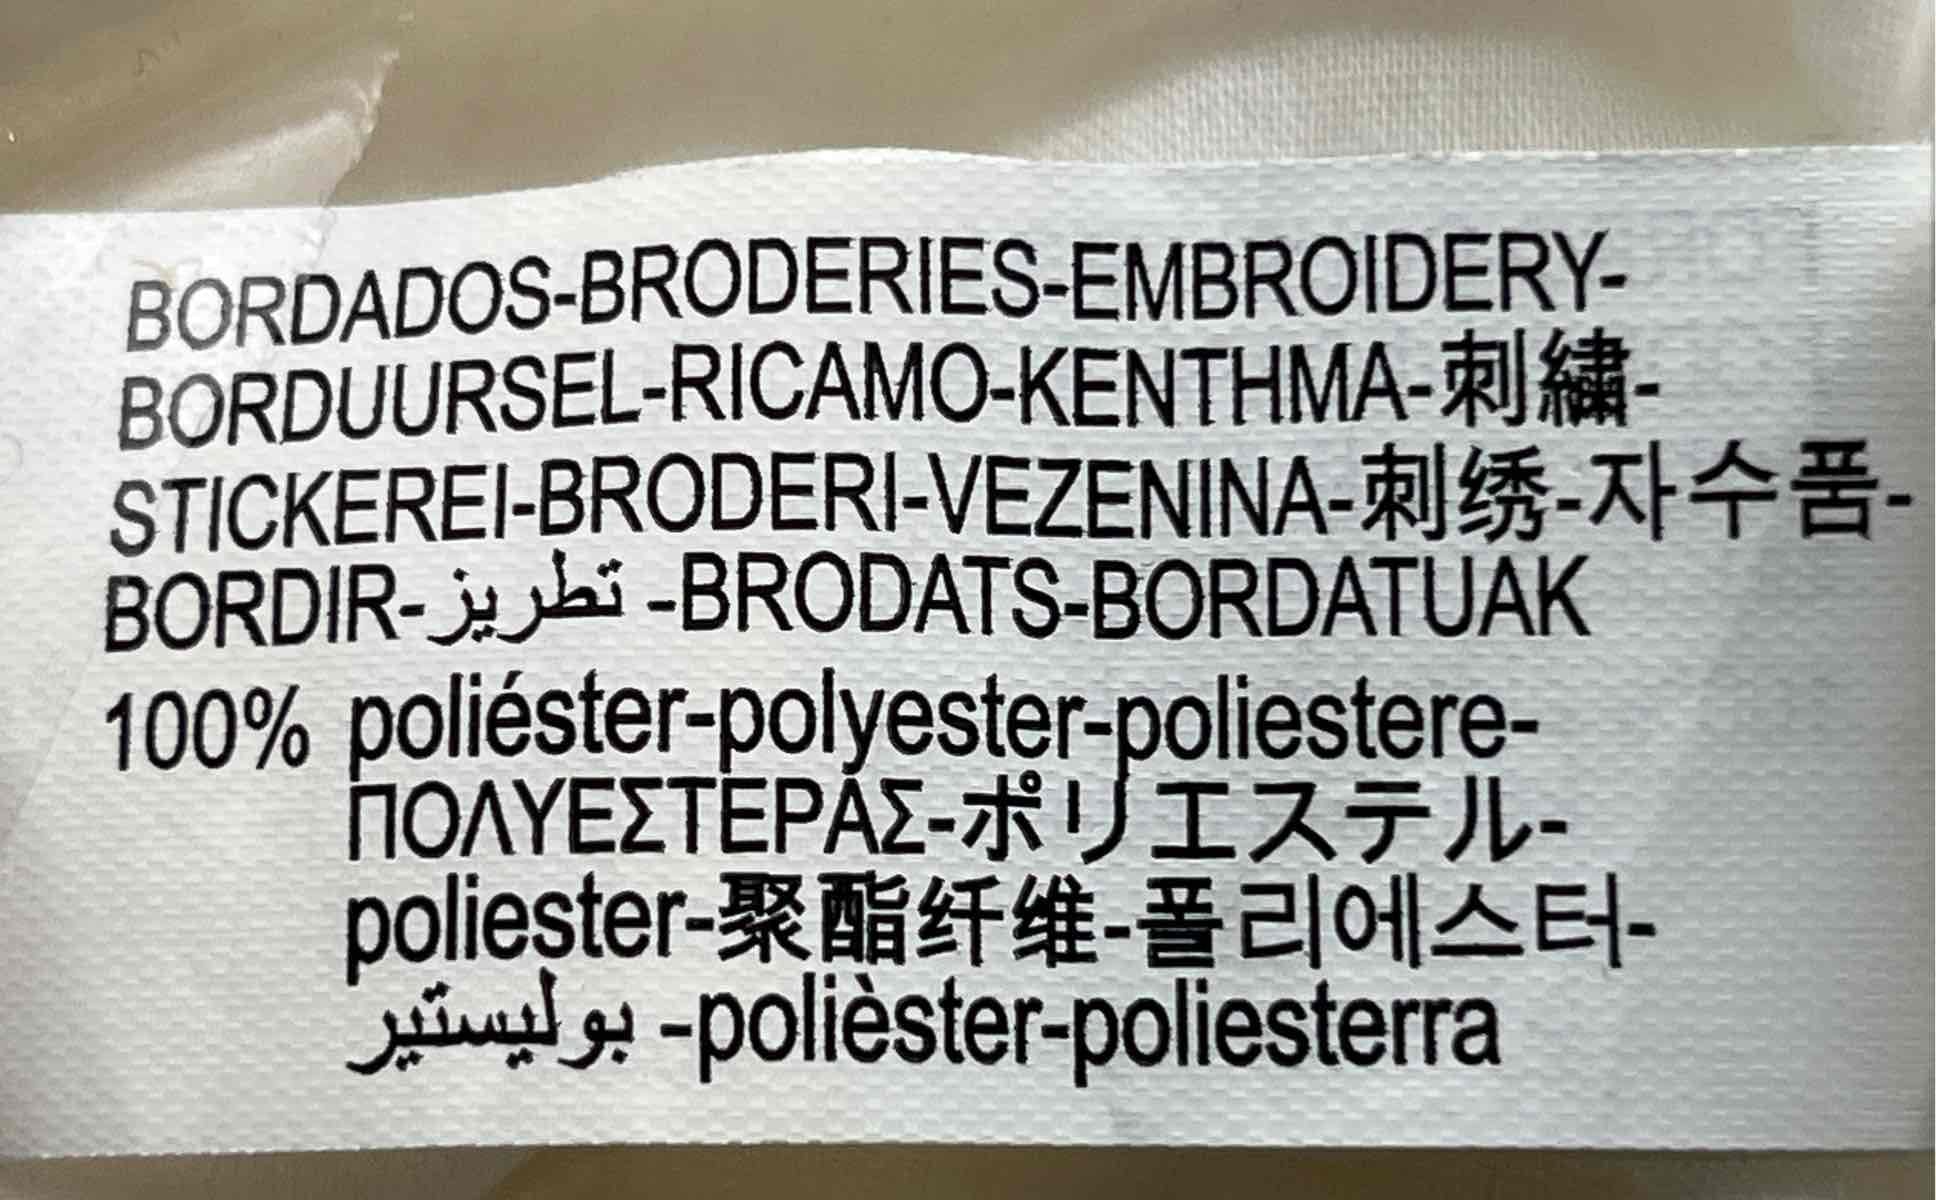 BORDADOS-BRODERIES-EMBROIDERY-
BORDUURSEL-RICAMO-KENTHMA-刺繍-
STICKEREI-BRODERI-VEZENINA-刺绣-자수품-
BORDIR-تطريز -BRODATS-BORDATUAK
100% poliéster-polyester-poliestere-
ΠΟΛΥΕΣΤΕΡΑΣ-ポリエステル-
poliester-聚酯纤维-폴리에스터-
بوليستير -polièster-poliesterra